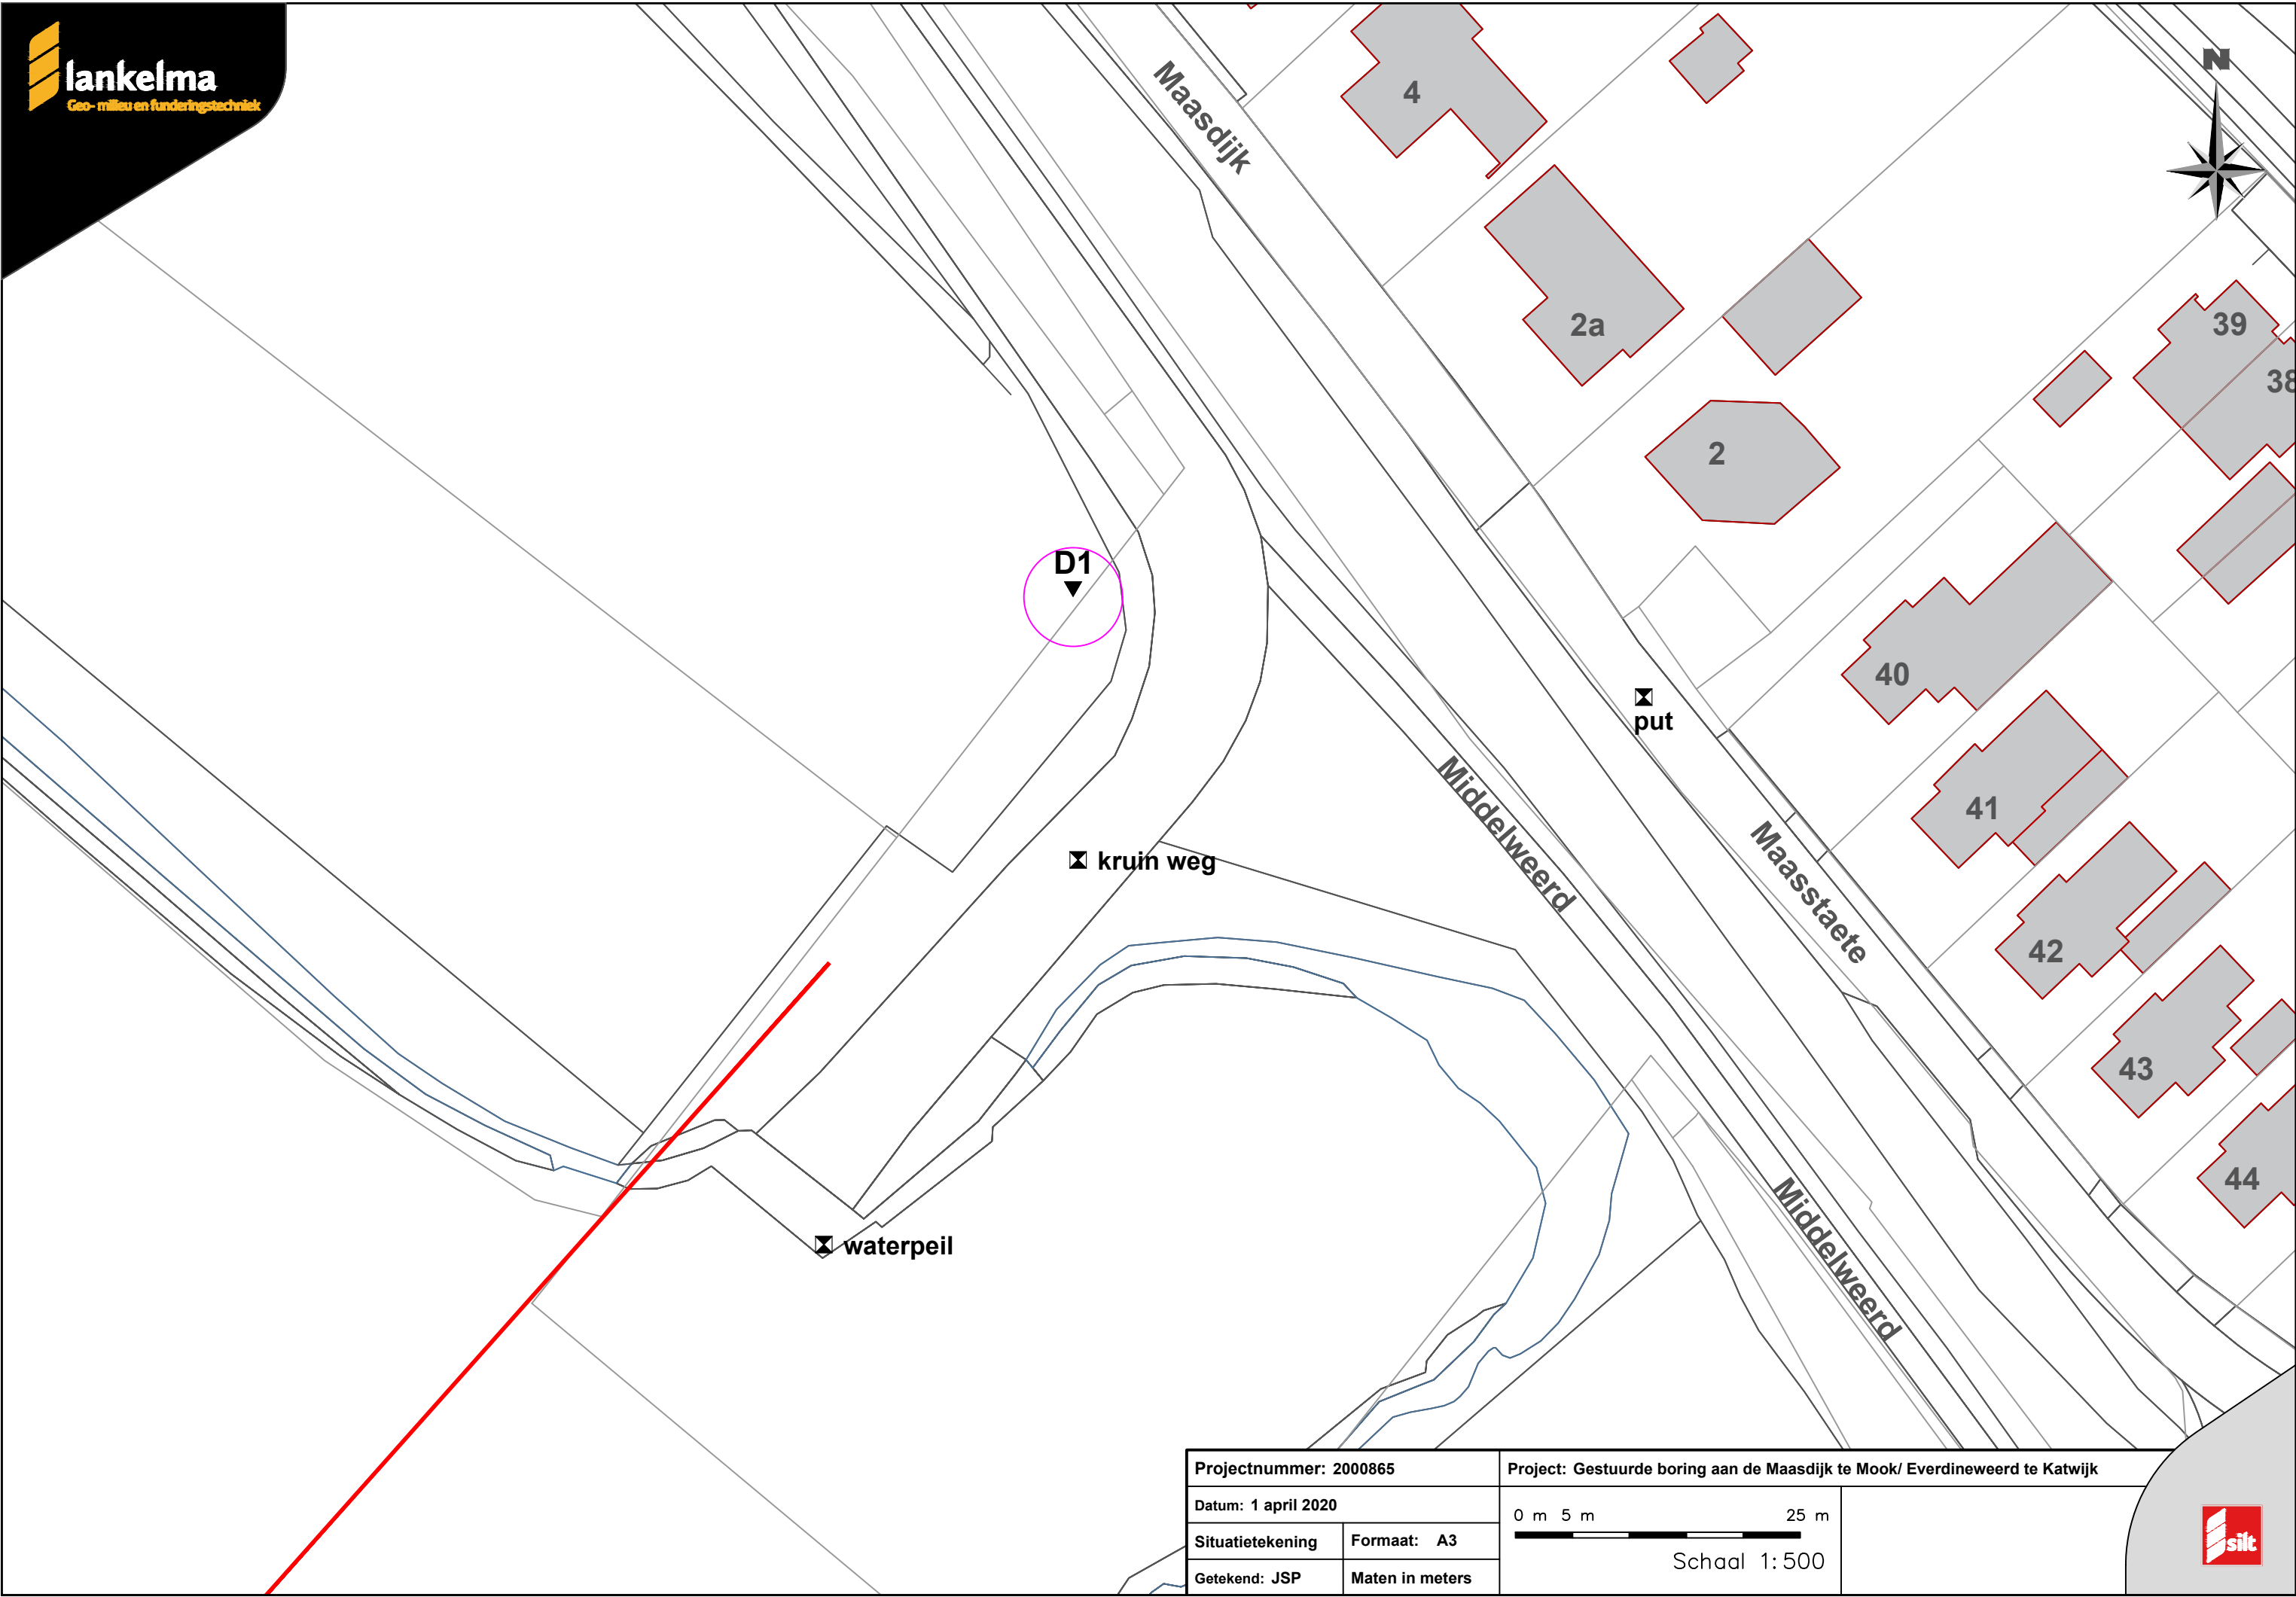 lankelma
Geo- milieu en funderingstechniek
N
Maasdijk
4
2a
2
39
38
D1
40
put
41
Middelweerd
kruin weg
Maasstaete
42
43
44
Middelweerd
waterpeil
Projectnummer: 2000865
Project: Gestuurde boring aan de Maasdijk te Mook/ Everdineweerd te Katwijk
Datum: 1 april 2020
0 m 5 m 25 m
Situatietekening
Formaat: A3
Schaal 1:500
Getekend: JSP
Maten in meters
silt